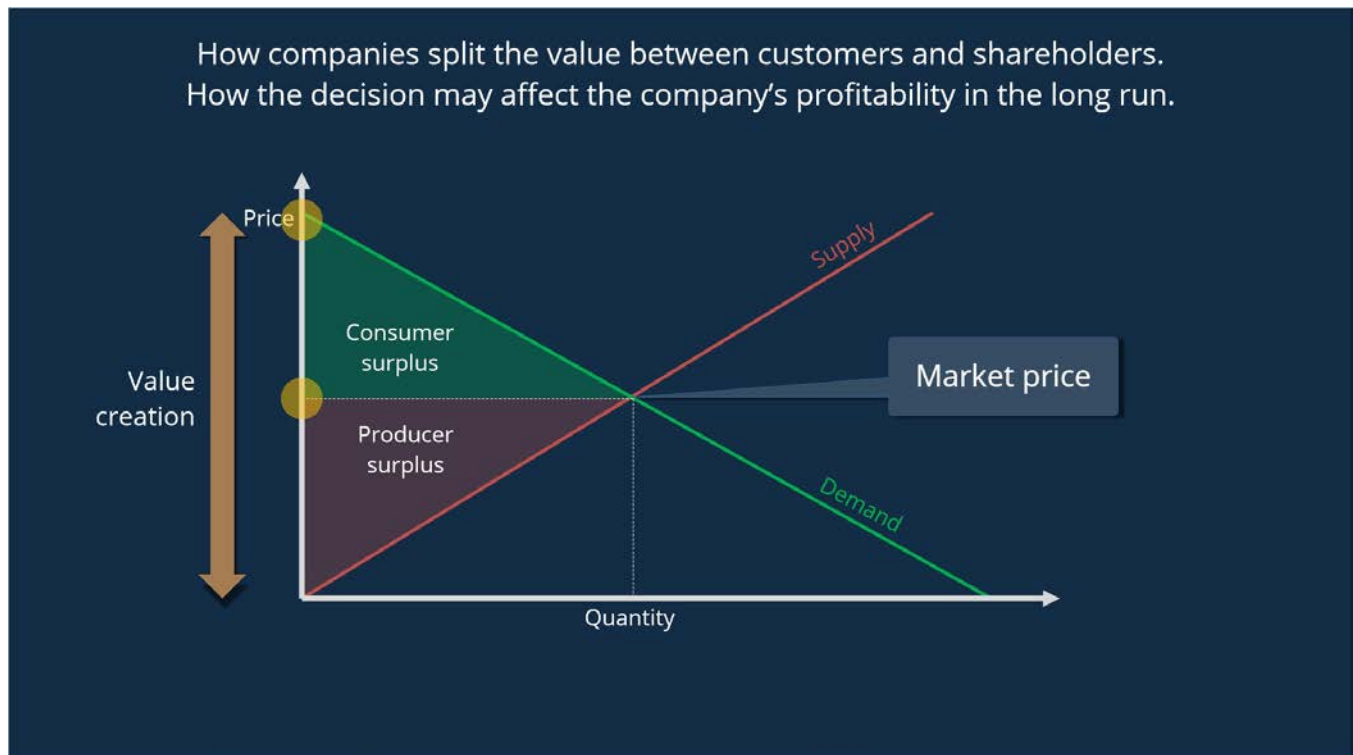 How companies split the value between customers and shareholders.
How the decision may affect the company's profitability in the long run.
Price
Supply
Consumer
surplus
Market price
Value
creation
Producer
surplus
Demand
Quantity